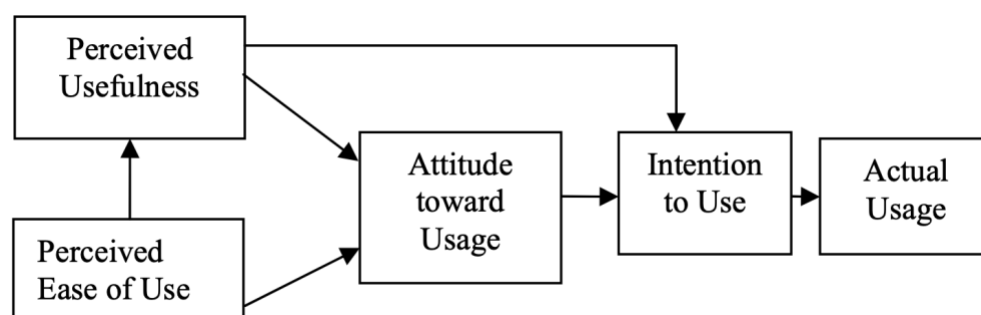 Perceived
Usefulness
Attitude
toward
Usage
Intention
to Use
Actual
Usage
Perceived
Ease of Use